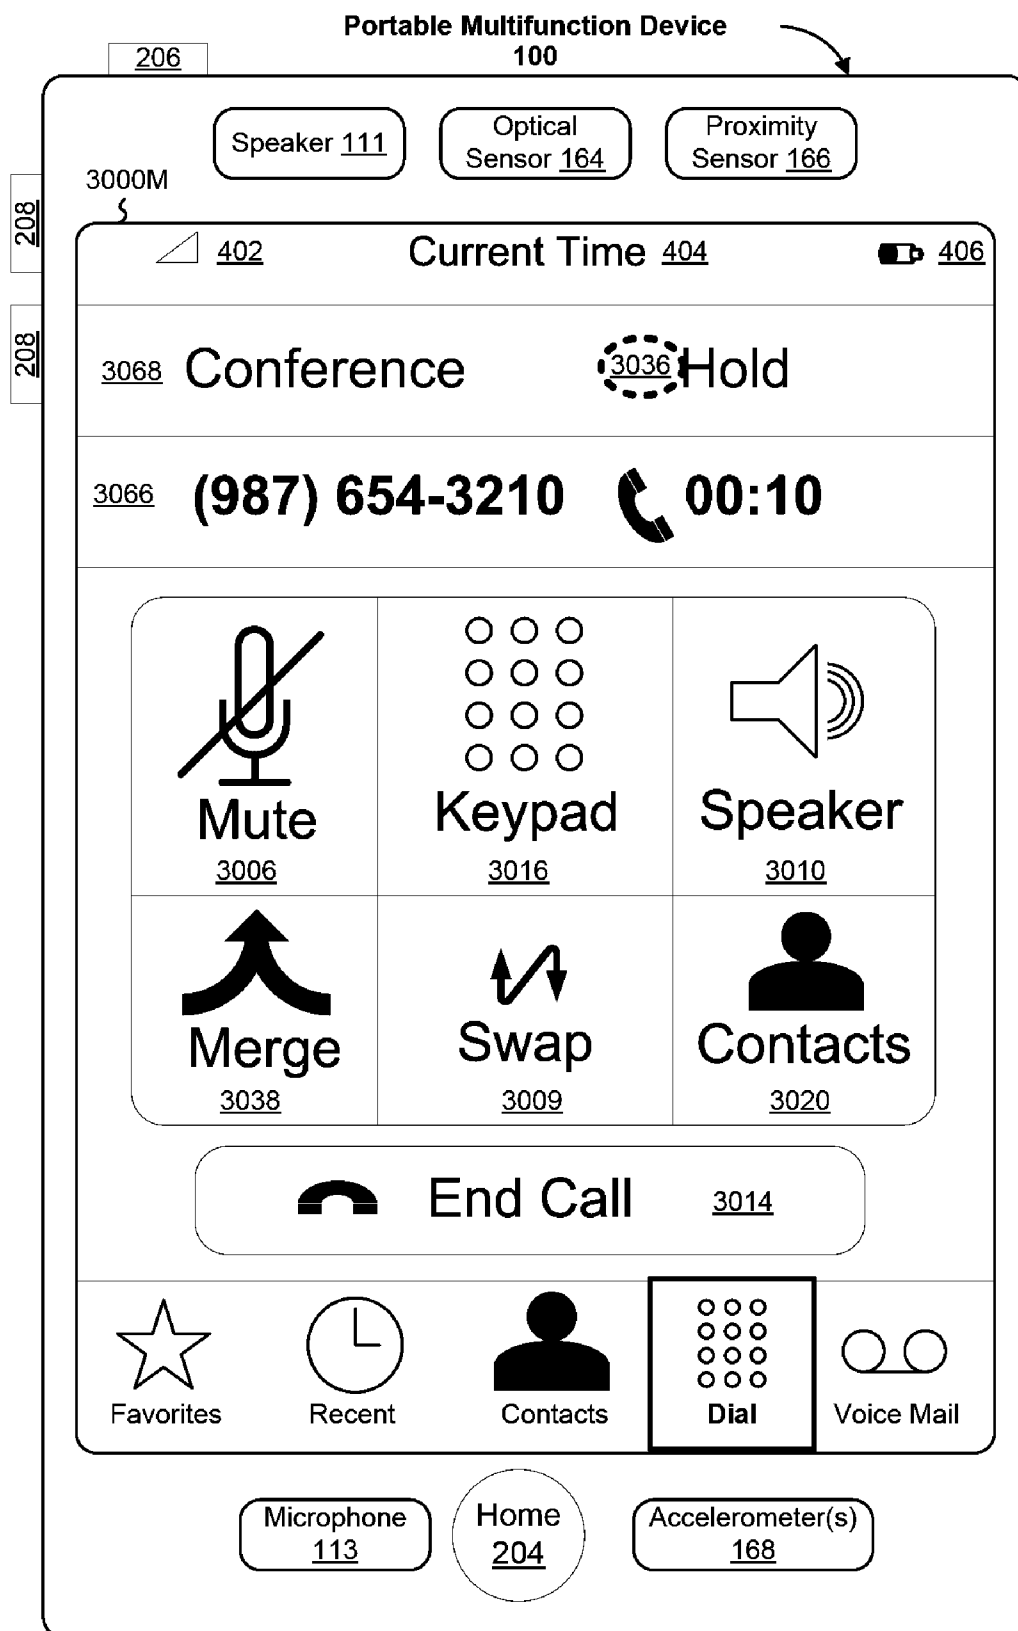 Portable Multifunction Device
100
206
Speaker 111
Optical
Sensor 164
Proximity
Sensor 166
3000M
208
402
Current Time 404
406
208
3068 Conference
3036 Hold
3066 (987) 654-3210 00:10
Mute
3006
Keypad
3016
Speaker
3010
Merge
3038
Swap
3009
Contacts
3020
End Call 3014
Favorites
Recent
Contacts
Dial
Voice Mail
Microphone
113
Home
204
Accelerometer(s)
168